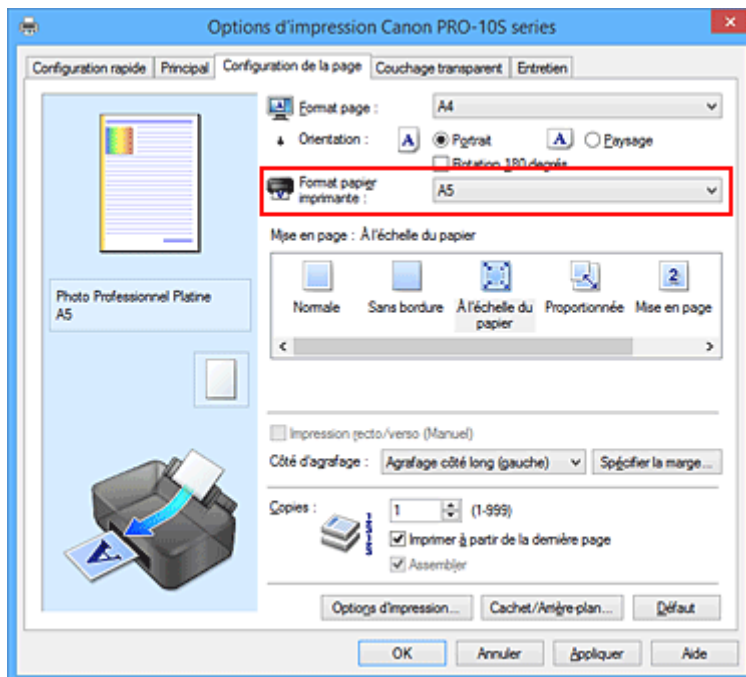 Options d'impression Canon PRO-10S series
Configuration rapide Principal Configuration de la page Couchage transparent Entretien
Format page : A4
Orientation : A Portrait A Paysage
Rotation 180 degrés
Format papier imprimante : A5
Mise en page : À l'échelle du papier
Normale Sans bordure À l'échelle du papier Proportionnée 2 Mise en page
Photo Professionnel Platine
A5
Impression recto/verso (Manuel)
Côté d'agrafage : Agrafage côté long (gauche) Spécifier la marge...
Copies : 1 (1-999)
Imprimer à partir de la dernière page
Assembler
A
Options d'impression... Cachet/Arrière-plan... Défaut
OK Annuler Appliquer Aide